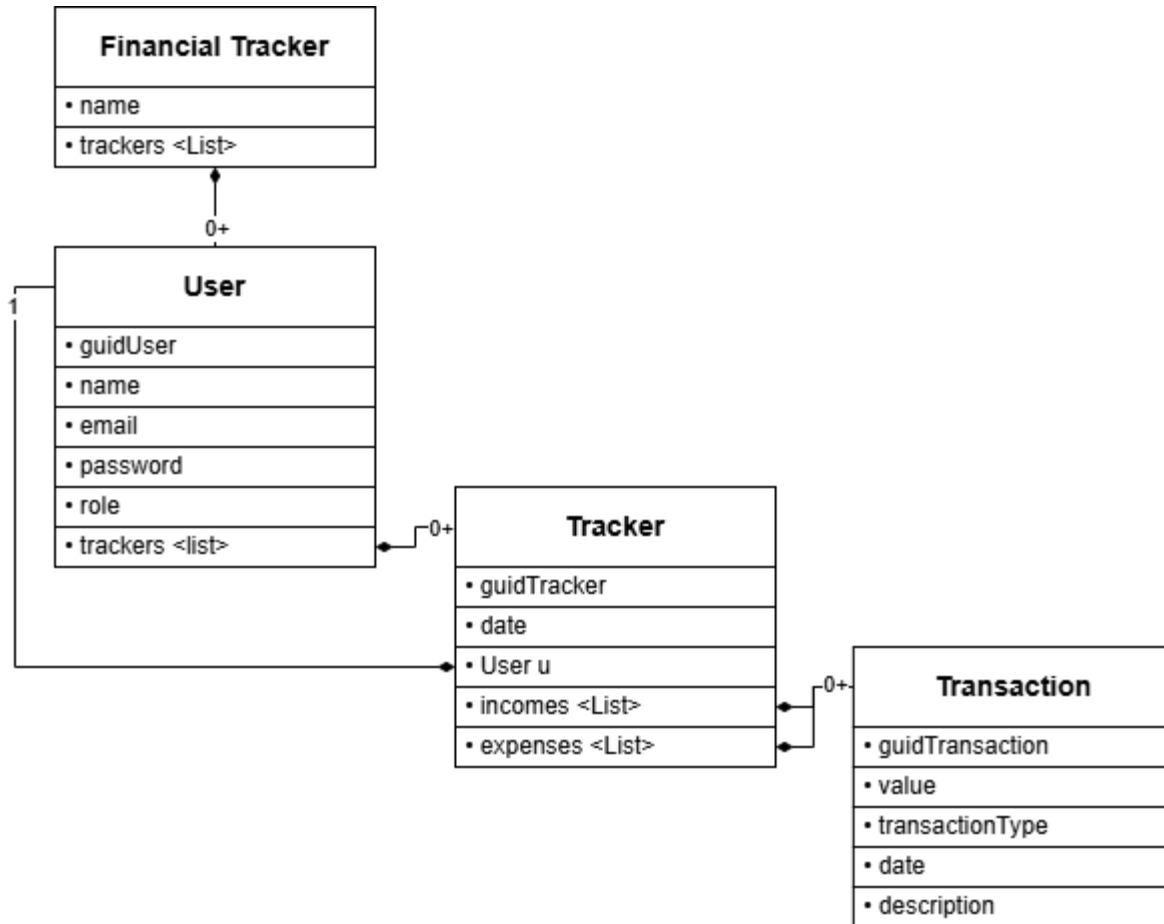 Financial Tracker
• name
• trackers <List>
0+
User
1
• guidUser
• name
• email
• password
• role
• trackers <list>
0+
Tracker
• guidTracker
• date
• User u
• incomes <List>
• expenses <List>
0+
Transaction
• guidTransaction
• value
• transactionType
• date
• description